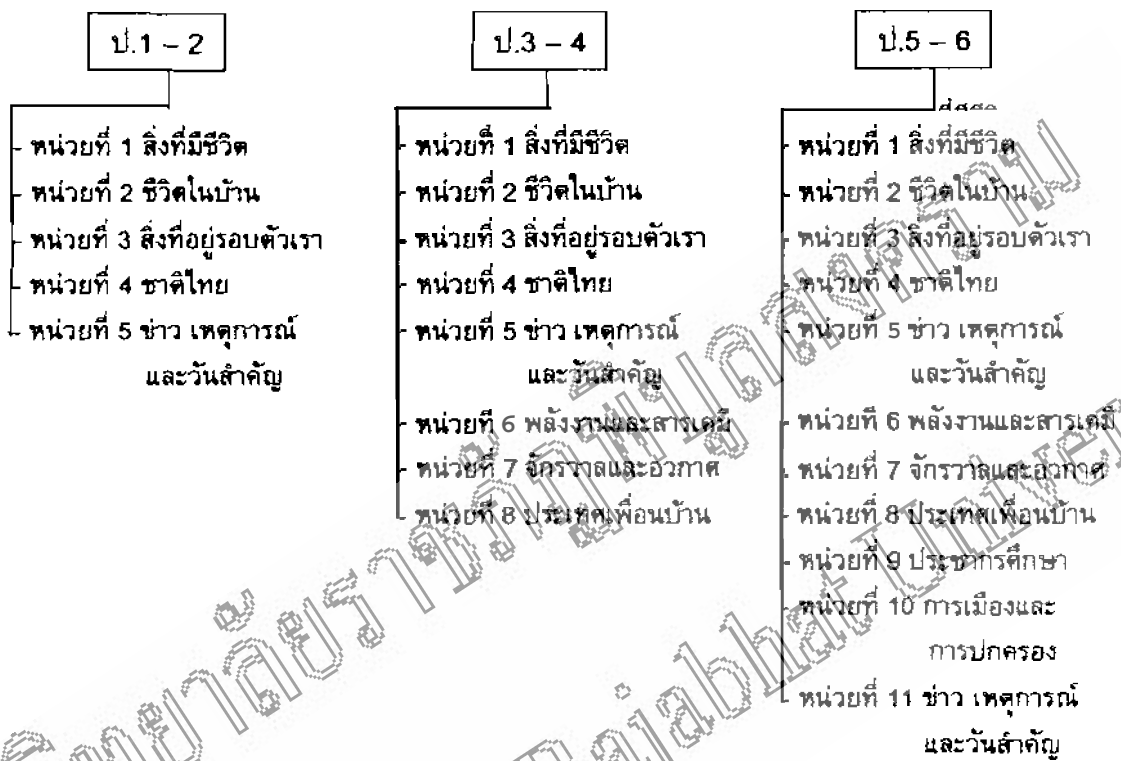 ป.1 – 2
- หน่วยที่ 1 สิ่งที่มีชีวิต
- หน่วยที่ 2 ชีวิตในบ้าน
- หน่วยที่ 3 สิ่งที่อยู่รอบตัวเรา
- หน่วยที่ 4 ชาติไทย
- หน่วยที่ 5 ข่าว เหตุการณ์
และวันสำคัญ
ป.3 – 4
- หน่วยที่ 1 สิ่งที่มีชีวิต
- หน่วยที่ 2 ชีวิตในบ้าน
- หน่วยที่ 3 สิ่งที่อยู่รอบตัวเรา
- หน่วยที่ 4 ชาติไทย
- หน่วยที่ 5 ข่าว เหตุการณ์
และวันสำคัญ
- หน่วยที่ 6 พลังงานและสารเคมี
- หน่วยที่ 7 จักรวาลและอวกาศ
- หน่วยที่ 8 ประเทศเพื่อนบ้าน
ป.5 – 6
- หน่วยที่ 1 สิ่งที่มีชีวิต
- หน่วยที่ 2 ชีวิตในบ้าน
- หน่วยที่ 3 สิ่งที่อยู่รอบตัวเรา
- หน่วยที่ 4 ชาติไทย
- หน่วยที่ 5 ข่าว เหตุการณ์
และวันสำคัญ
- หน่วยที่ 6 พลังงานและสารเคมี
- หน่วยที่ 7 จักรวาลและอวกาศ
- หน่วยที่ 8 ประเทศเพื่อนบ้าน
- หน่วยที่ 9 ประชากรศึกษา
- หน่วยที่ 10 การเมืองและ
การปกครอง
- หน่วยที่ 11 ข่าว เหตุการณ์
และวันสำคัญ
วิทยาลัยราชภัฏพิบูลสงคราม
Rajabhat Univer